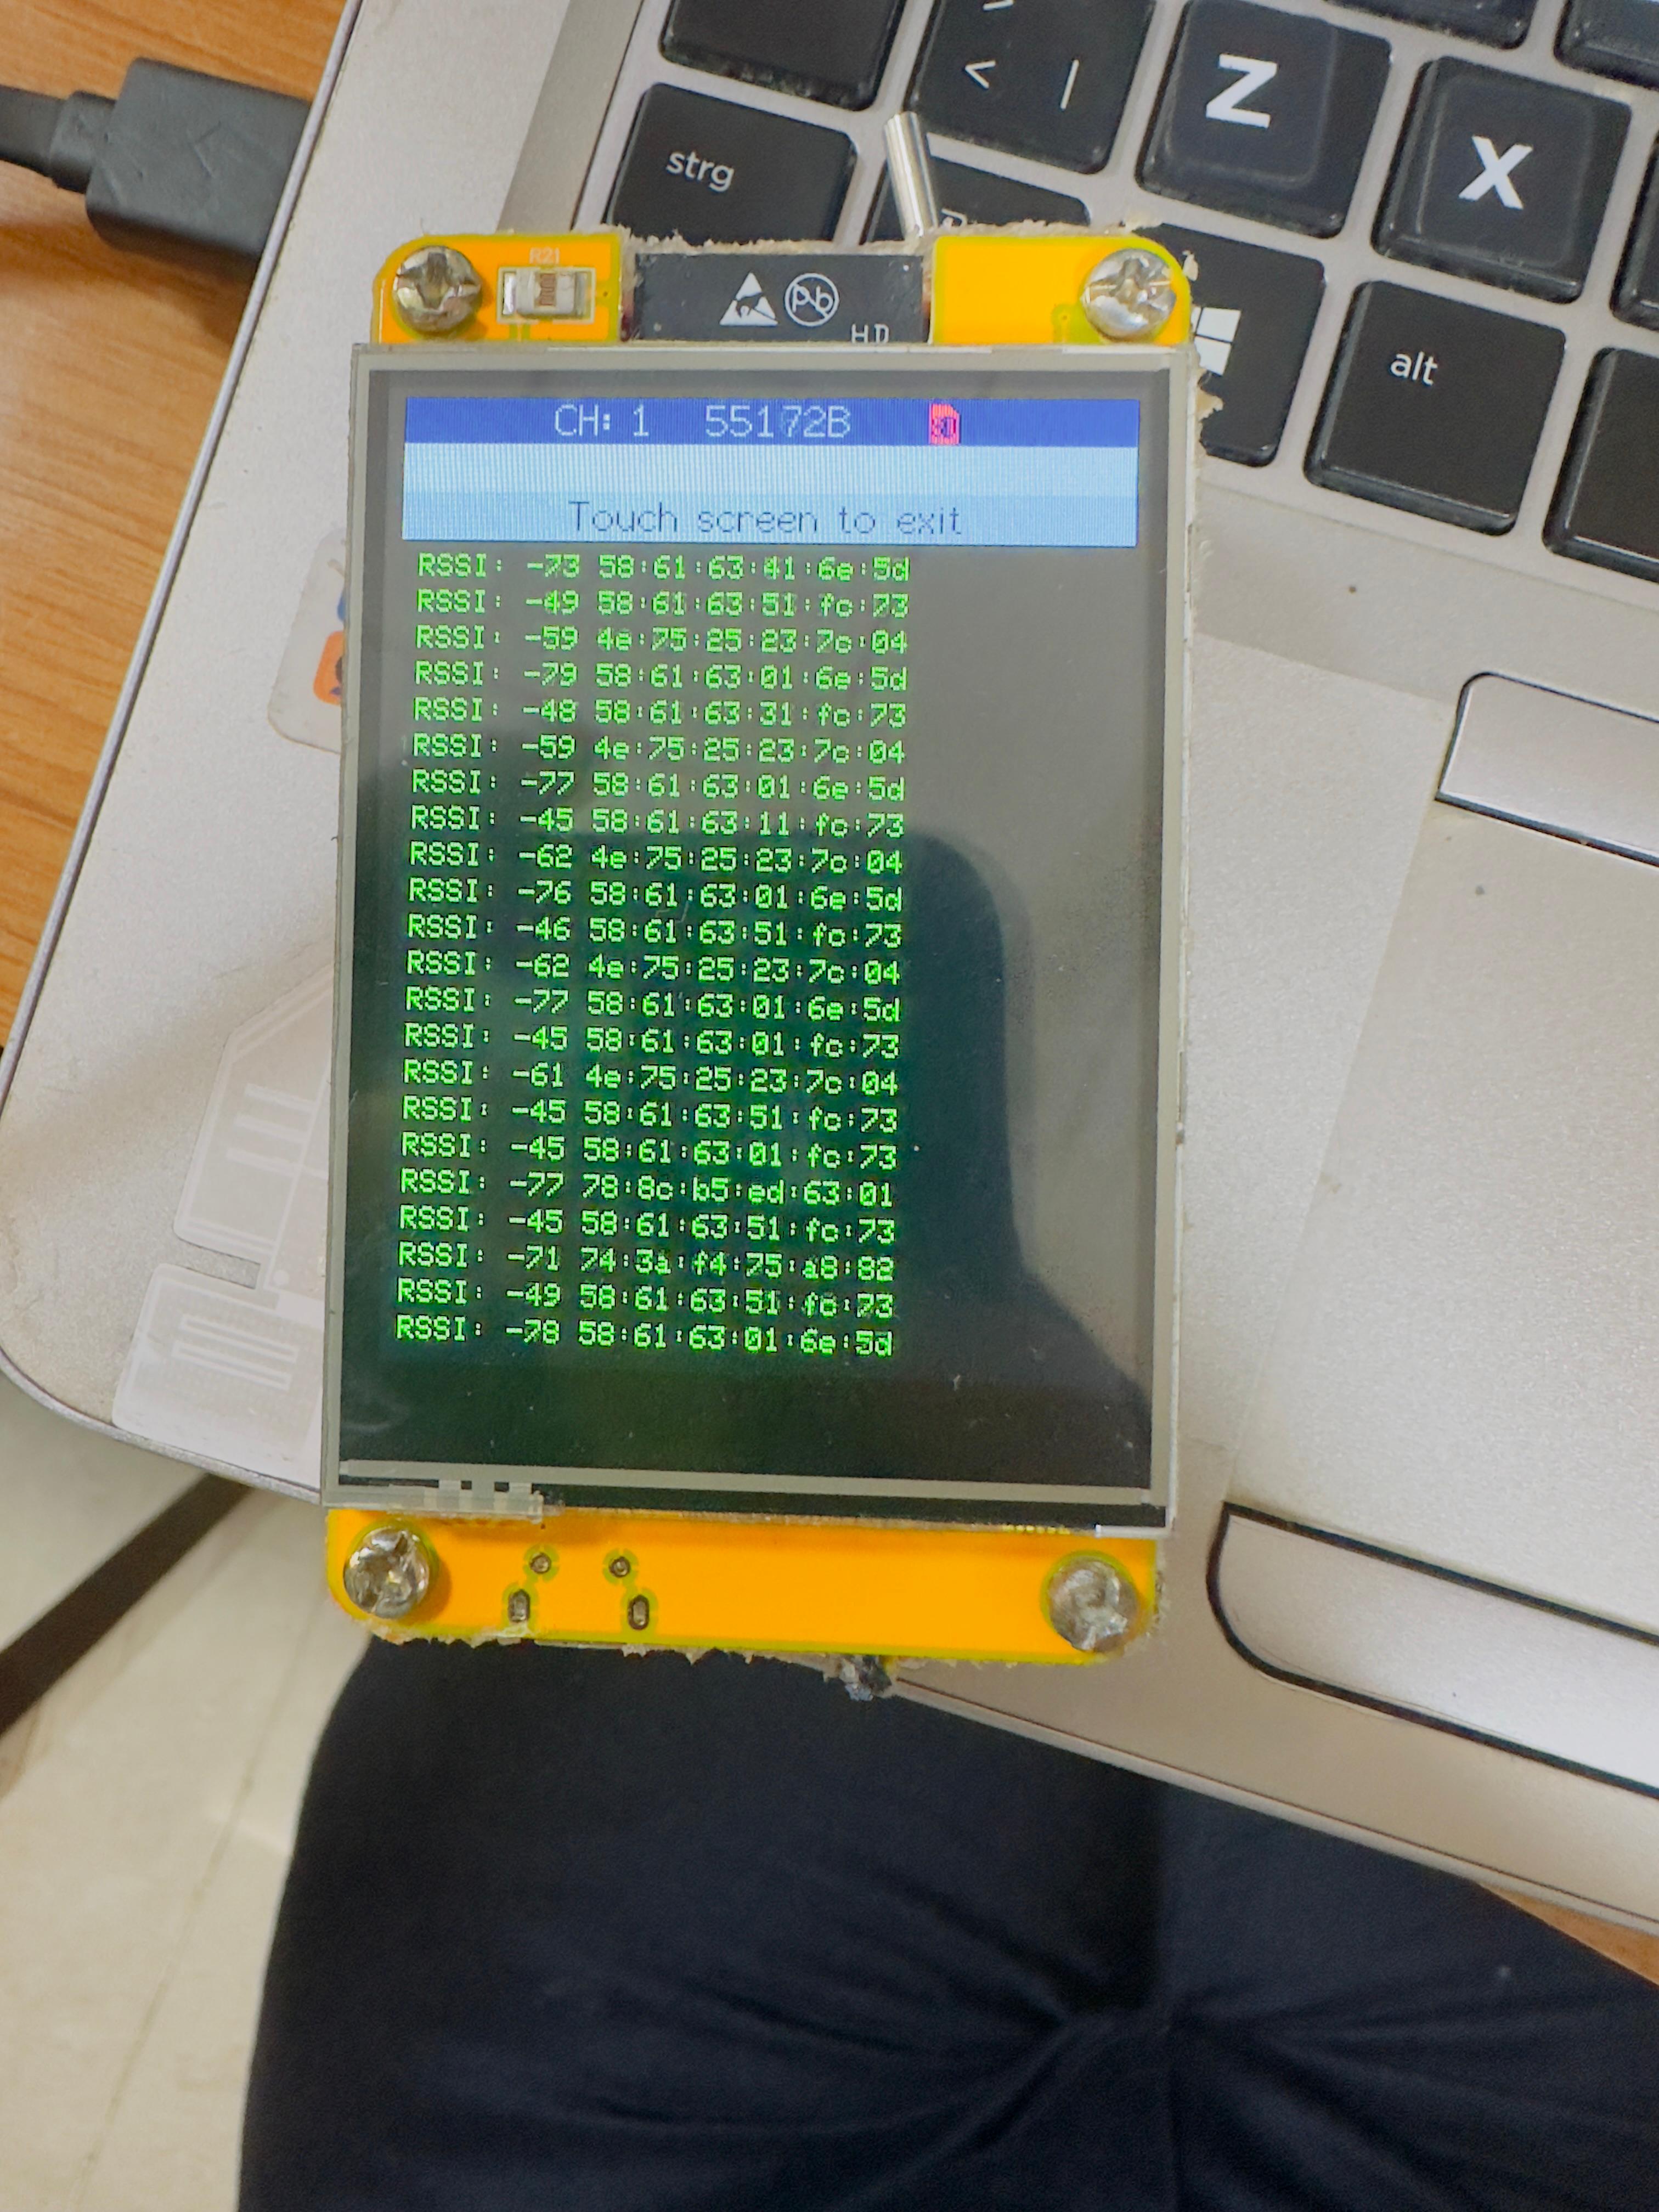 < |
Z
X
strg
alt
R21
Pb
HD
CH: 1 55172B
Touch screen to exit
RSSI: -73 58:61:63:41:6e:5d
RSSI: -49 58:61:63:51:fc:73
RSSI: -59 4e:75:25:23:7c:04
RSSI: -79 58:61:63:01:6e:5d
RSSI: -48 58:61:63:31:fc:73
RSSI: -59 4e:75:25:23:7c:04
RSSI: -77 58:61:63:01:6e:5d
RSSI: -45 58:61:63:11:fc:73
RSSI: -62 4e:75:25:23:7c:04
RSSI: -76 58:61:63:01:6e:5d
RSSI: -46 58:61:63:51:fc:73
RSSI: -62 4e:75:25:23:7c:04
RSSI: -77 58:61:63:01:6e:5d
RSSI: -45 58:61:63:01:fc:73
RSSI: -61 4e:75:25:23:7c:04
RSSI: -45 58:61:63:51:fc:73
RSSI: -45 58:61:63:01:fc:73
RSSI: -77 78:8c:b5:ed:63:01
RSSI: -45 58:61:63:51:fc:73
RSSI: -71 74:3a:f4:75:a8:82
RSSI: -49 58:61:63:51:fc:73
RSSI: -78 58:61:63:01:6e:5d